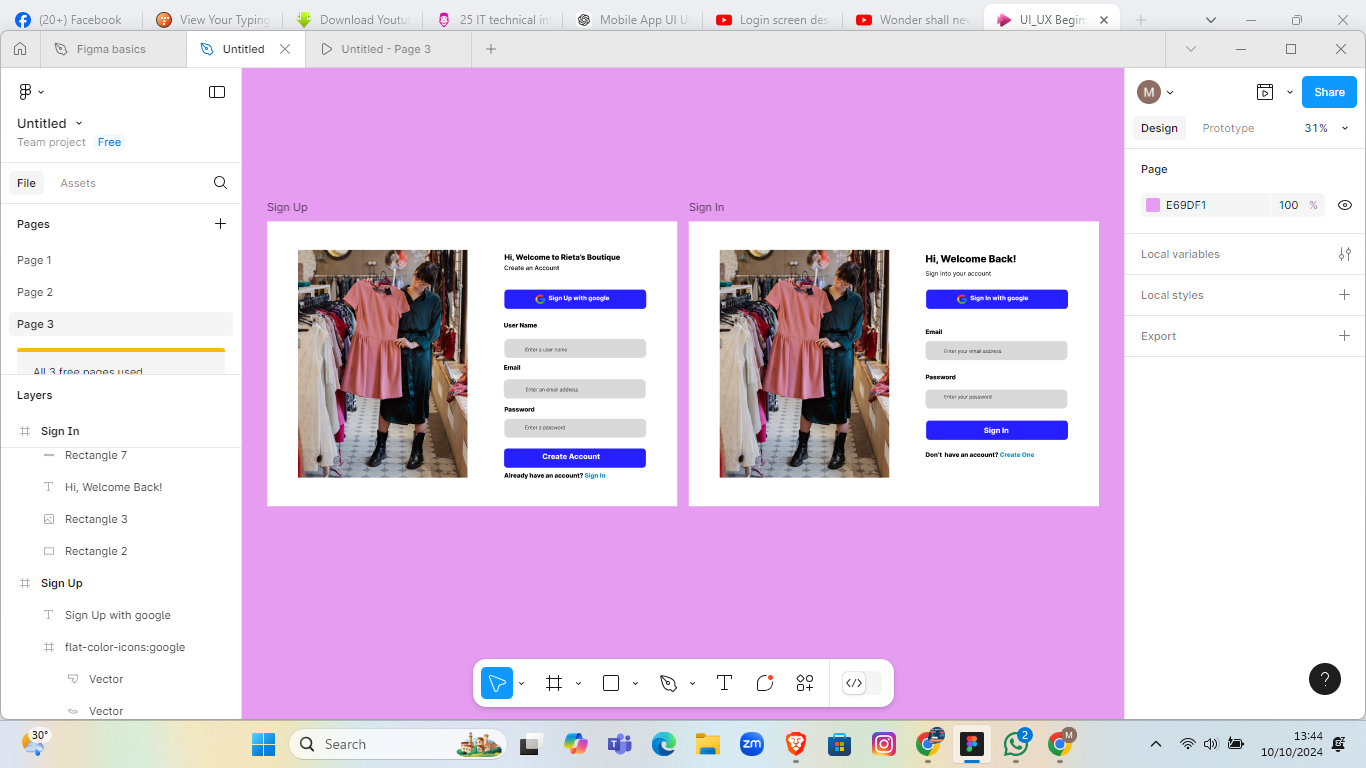 (20+) Facebook
View Your Typing
Download Youtu
25 IT technical in
Mobile App UI U
Login screen des
Wonder shall nev
UI_UX Begin
Figma basics
Untitled
Untitled - Page 3
Untitled
Team project Free
File Assets
Pages
Page 1
Page 2
Page 3
All 3 free pages used
Layers
Sign In
Rectangle 7
Hi, Welcome Back!
Rectangle 3
Rectangle 2
Sign Up
Sign Up with google
flat-color-icons:google
Vector
Vector
Sign Up
Hi, Welcome to Rieta's Boutique
Create an Account
Sign Up with google
User Name
Enter a user name
Email
Enter an email address
Password
Enter a password
Create Account
Already have an account? Sign In
Sign In
Hi, Welcome Back!
Sign into your account
Sign In with google
Email
Enter your email address
Password
Enter your password
Sign In
Don't have an account? Create One
M
Share
Design Prototype 31%
Page
E69DF1 100 %
Local variables
Local styles
Export
?
30°
Search
zm
2
M
13:44
10/10/2024